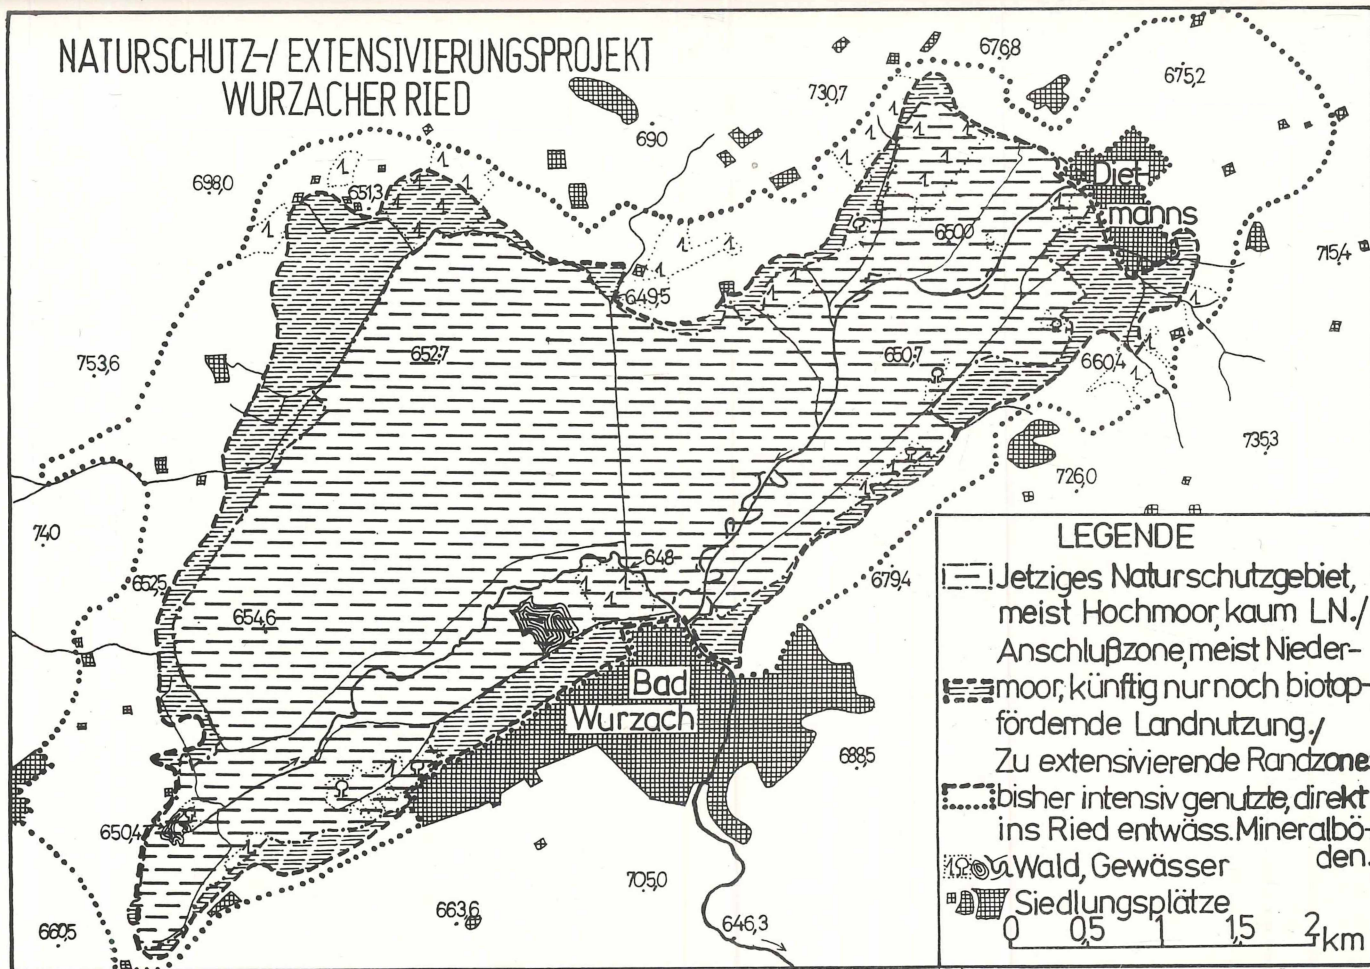 NATURSCHUTZ-/ EXTENSIVIERUNGSPROJEKT
WURZACHER RIED
676,8
675,2
730,7
690
698,0
651,3
Diet-
manns
650,0
715,4
649,5
753,6
652,7
650,7
660,4
735,3
726,0
740
652,5
648
679,4
654,6
Bad
Wurzach
688,5
650,4
705,0
663,6
646,3
660,5
LEGENDE
Jetziges Naturschutzgebiet,
meist Hochmoor, kaum LN./
Anschlußzone, meist Nieder-
moor, künftig nur noch biotop-
fördernde Landnutzung./
Zu extensivierende Randzone
bisher intensiv genutzte, direkt
ins Ried entwäss. Mineralbö-
den.
Wald, Gewässer
Siedlungsplätze
0 0,5 1 1,5 2 km